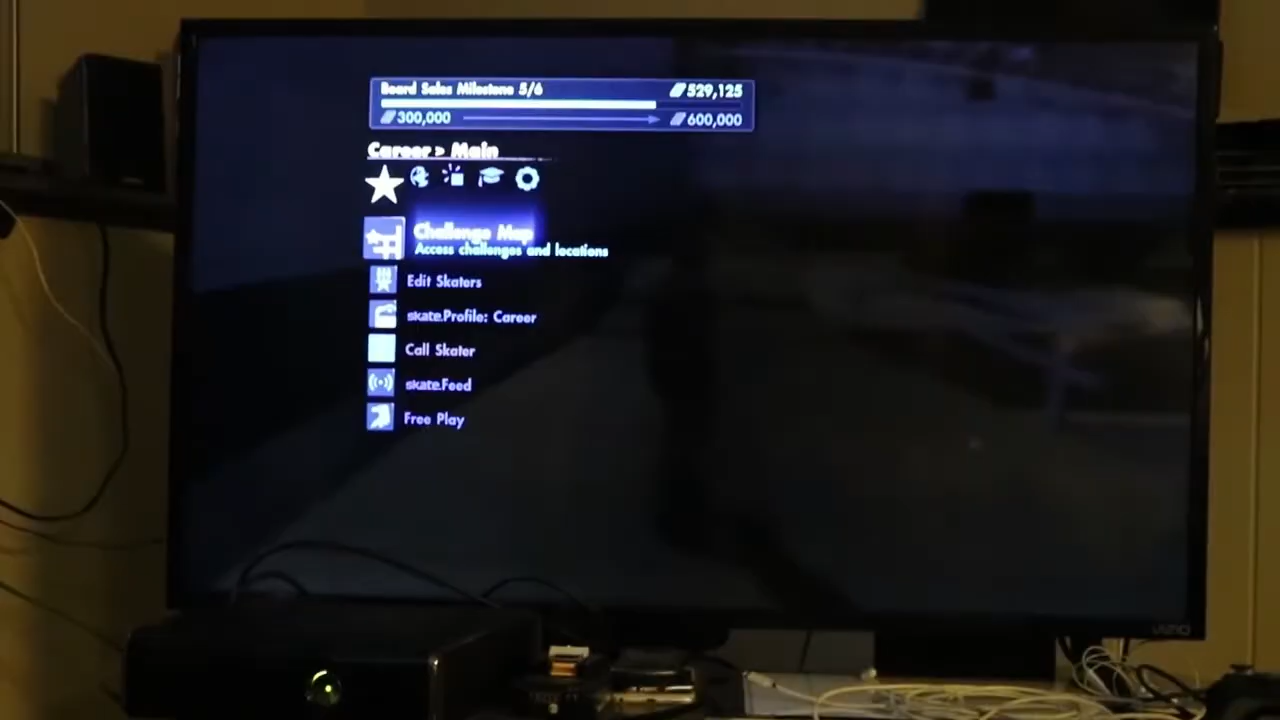 Board Sales Milestone 5/6
529,125
300,000
600,000
Career > Main
Challenge Map
Access challenges and locations
Edit Skaters
skate.Profile: Career
Call Skater
skate.Feed
Free Play
VIZIO